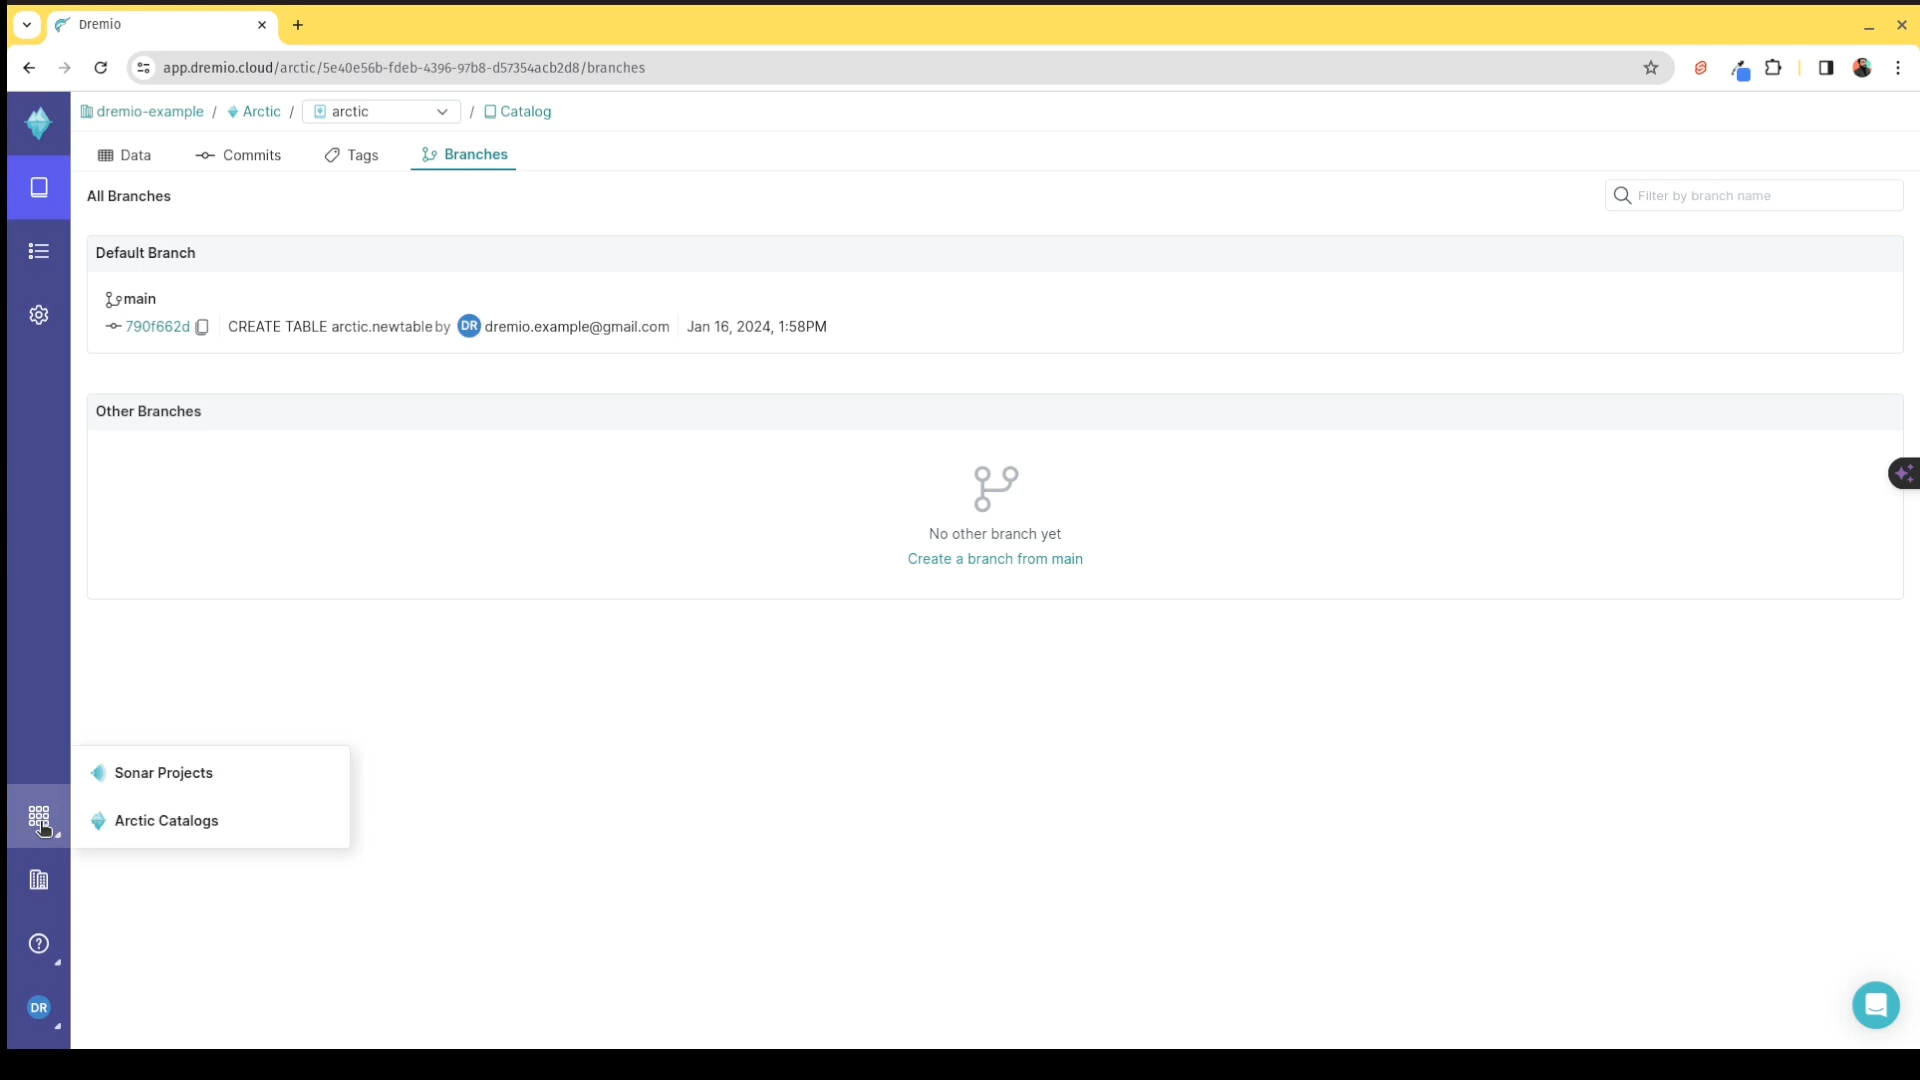 Dremio
app.dremio.cloud/arctic/5e40e56b-fdeb-4396-97b8-d57354acb2d8/branches
dremio-example / Arctic / arctic / Catalog
Data Commits Tags Branches
All Branches
Filter by branch name
Default Branch
main
790f662d CREATE TABLE arctic.newtable by DR dremio.example@gmail.com Jan 16, 2024, 1:58PM
Other Branches
No other branch yet
Create a branch from main
Sonar Projects
Arctic Catalogs
DR